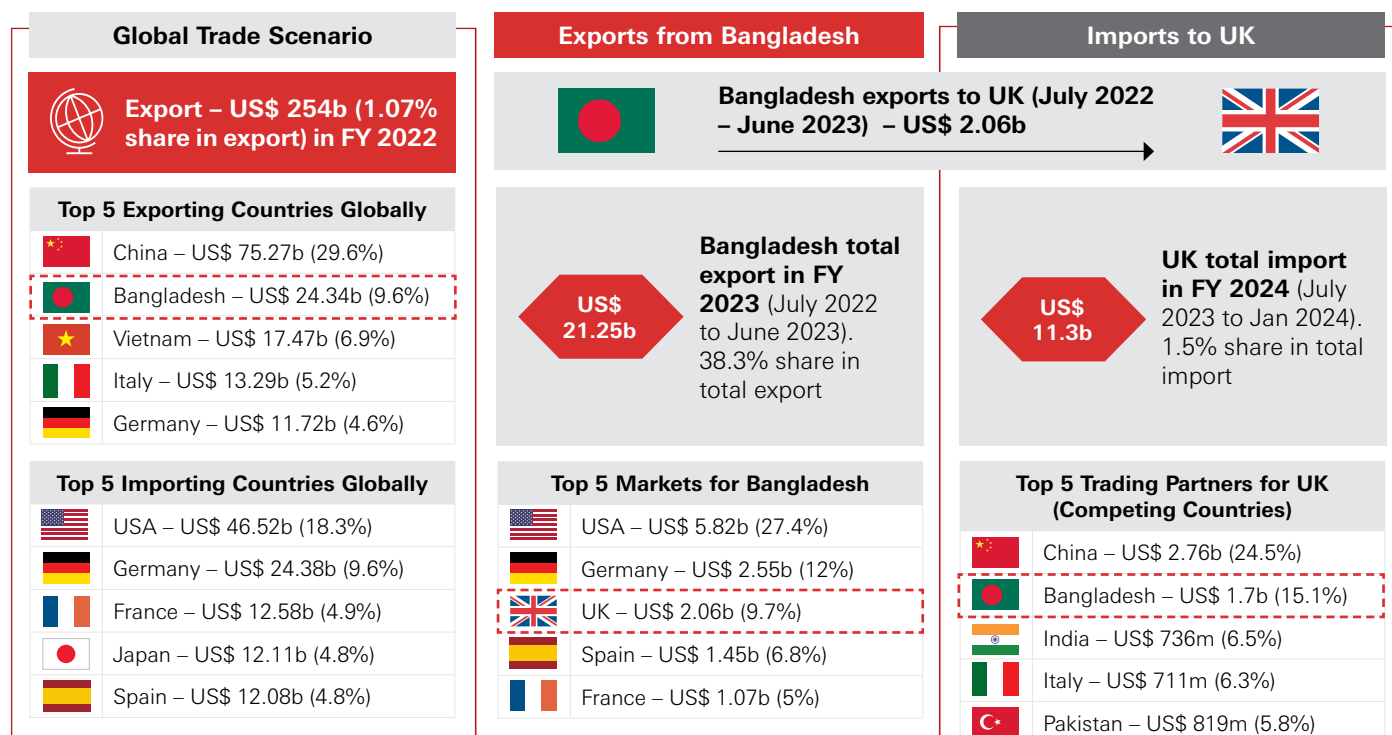 Global Trade Scenario
Export – US$ 254b (1.07%
share in export) in FY 2022
Top 5 Exporting Countries Globally
China – US$ 75.27b (29.6%)
Bangladesh – US$ 24.34b (9.6%)
Vietnam – US$ 17.47b (6.9%)
Italy – US$ 13.29b (5.2%)
Germany – US$ 11.72b (4.6%)
Top 5 Importing Countries Globally
USA – US$ 46.52b (18.3%)
Germany – US$ 24.38b (9.6%)
France – US$ 12.58b (4.9%)
Japan – US$ 12.11b (4.8%)
Spain – US$ 12.08b (4.8%)
Exports from Bangladesh
Imports to UK
Bangladesh exports to UK (July 2022
– June 2023) – US$ 2.06b
US$
21.25b
Bangladesh total
export in FY
2023 (July 2022
to June 2023).
38.3% share in
total export
Top 5 Markets for Bangladesh
USA – US$ 5.82b (27.4%)
Germany – US$ 2.55b (12%)
UK – US$ 2.06b (9.7%)
Spain – US$ 1.45b (6.8%)
France – US$ 1.07b (5%)
US$
11.3b
UK total import
in FY 2024 (July
2023 to Jan 2024).
1.5% share in total
import
Top 5 Trading Partners for UK
(Competing Countries)
China – US$ 2.76b (24.5%)
Bangladesh – US$ 1.7b (15.1%)
India – US$ 736m (6.5%)
Italy – US$ 711m (6.3%)
Pakistan – US$ 819m (5.8%)